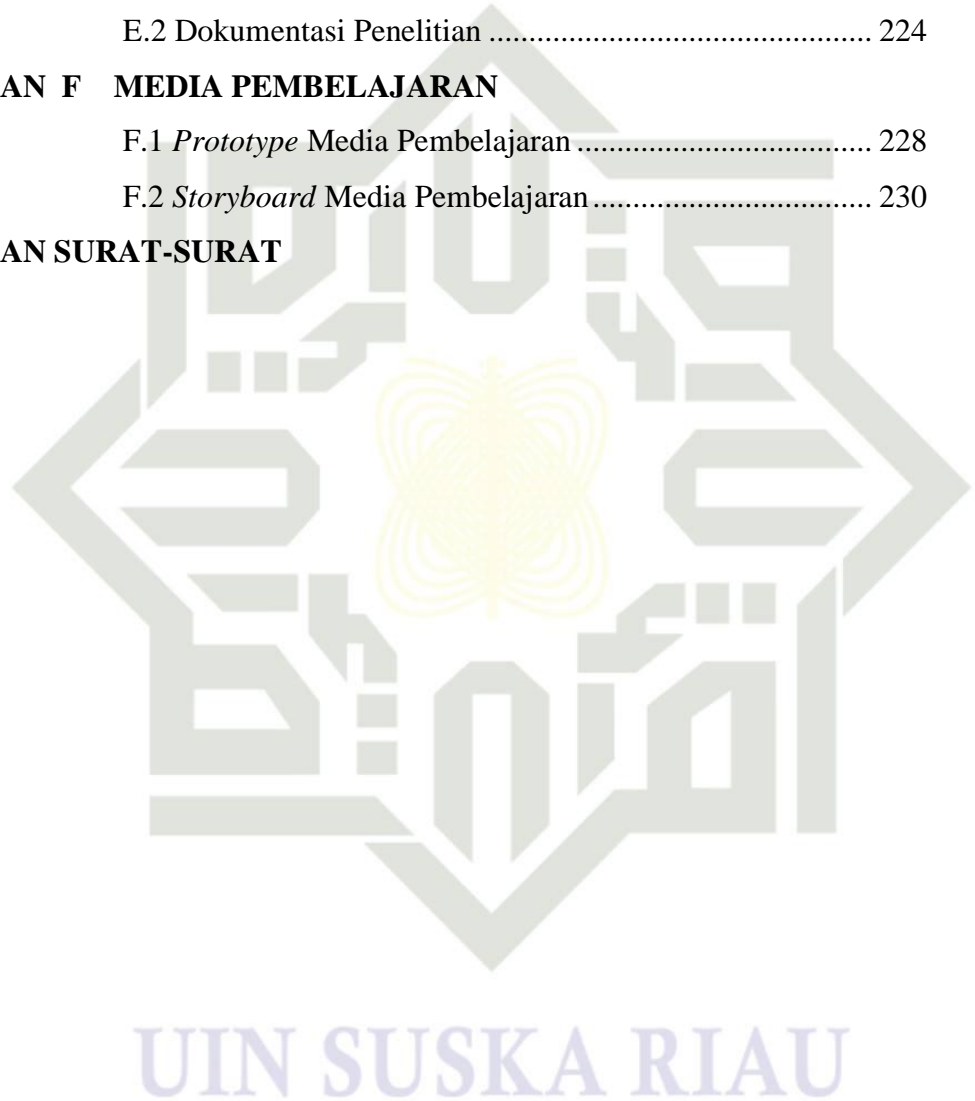 E.2 Dokumentasi Penelitian ................................................ 224
AN F MEDIA PEMBELAJARAN
F.1 Prototype Media Pembelajaran ..................................... 228
F.2 Storyboard Media Pembelajaran ................................... 230
AN SURAT-SURAT
UIN SUSKA RIAU